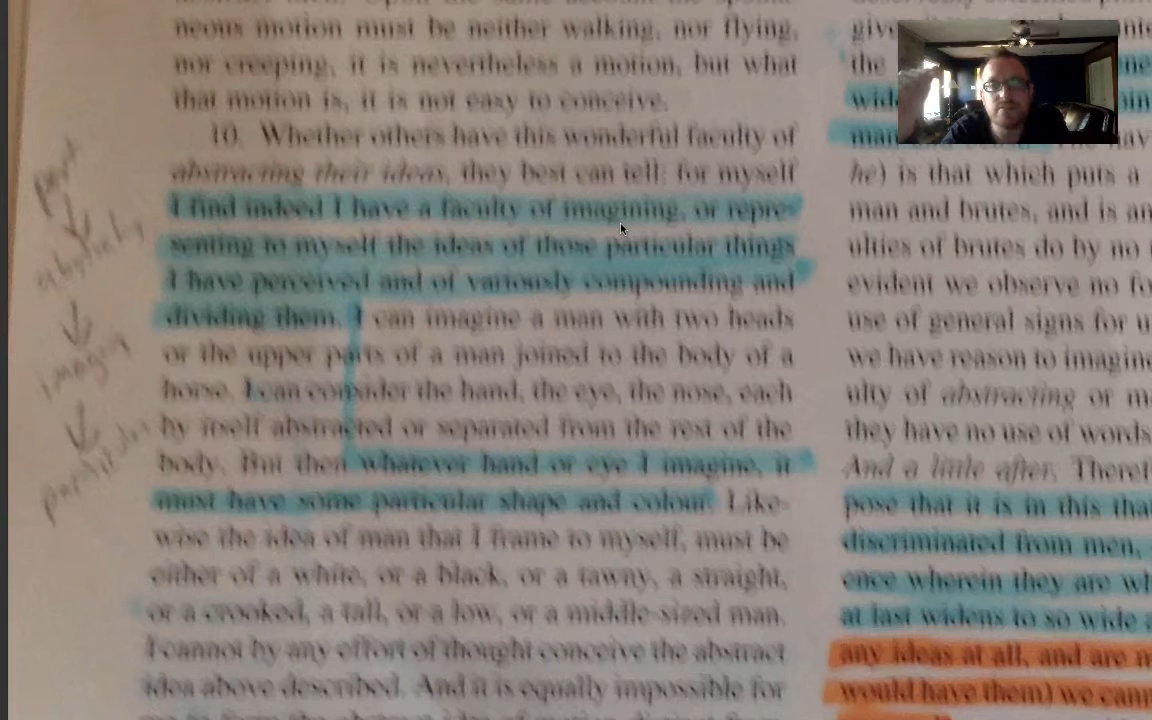 neous motion must be neither walking, nor flying,
nor creeping, it is nevertheless a motion, but what
that motion is, it is not easy to conceive.
10. Whether others have this wonderful faculty of
abstracting their ideas, they best can tell: for myself
I find indeed I have a faculty of imagining, or repre-
senting to myself the ideas of those particular things
I have perceived and of variously compounding and
dividing them. I can imagine a man with two heads
or the upper parts of a man joined to the body of a
horse. I can consider the hand, the eye, the nose, each
by itself abstracted or separated from the rest of the
body. But then whatever hand or eye I imagine, it
must have some particular shape and colour. Like-
wise the idea of man that I frame to myself, must be
either of a white, or a black, or a tawny, a straight,
or a crooked, a tall, or a low, or a middle-sized man.
I cannot by any effort of thought conceive the abstract
idea above described. And it is equally impossible for
give
the
wide
man
he) is that which puts a
man and brutes, and is an
ulties of brutes do by no
evident we observe no fo
use of general signs for u
we have reason to imagine
ulty of abstracting or m
they have no use of words
And a little after. Theref
pose that it is in this tha
discriminated from men,
ence wherein they are wh
at last widens to so wide a
any ideas at all, and are n
would have them) we cann